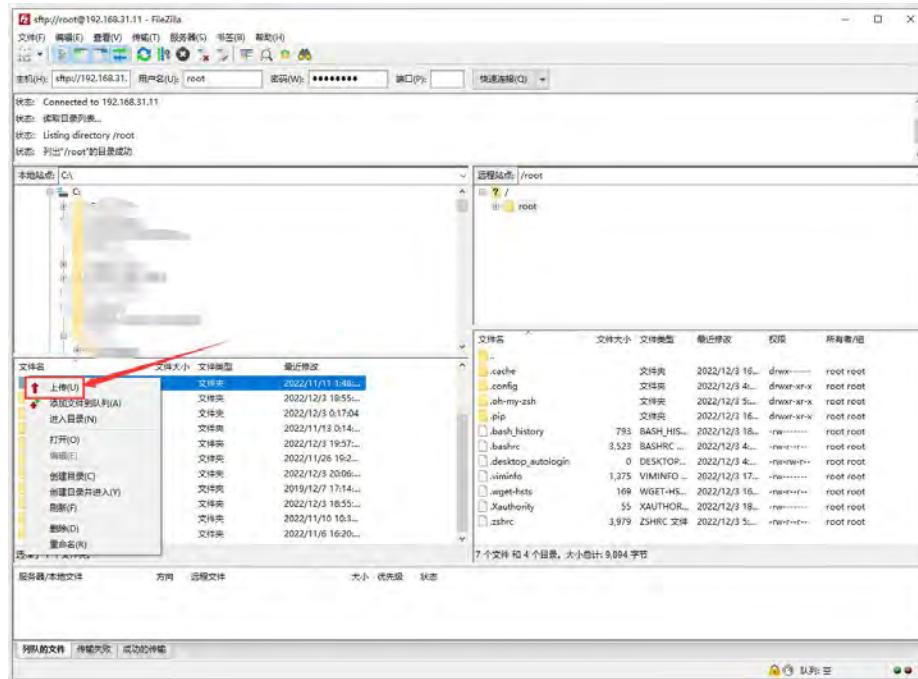 sftp://root@192.168.31.11 - FileZilla
文件(F) 编辑(E) 查看(V) 传输(T) 服务器(S) 书签(B) 帮助(H)
主机(H): sftp://192.168.31. 用户名(U): root 密码(W): ●●●●●●●● 端口(P): 快速连接(Q)
状态: Connected to 192.168.31.11
状态: 读取目录列表...
状态: Listing directory /root
状态: 列出"/root"的目录成功
本地站点: C:\
C:
远程站点: /root
/
root
文件名 文件大小 文件类型 最近修改
文件夹 2022/11/11 1:48:...
文件夹 2022/12/3 18:55:...
文件夹 2022/12/3 0:17:04
文件夹 2022/11/13 0:14:...
文件夹 2022/12/3 19:57:...
文件夹 2022/11/26 19:2...
文件夹 2022/12/3 20:06:...
文件夹 2019/12/7 17:14:...
文件夹 2022/12/3 18:55:...
文件夹 2022/11/10 10:3...
文件夹 2022/11/6 16:20:...
上传(U)
添加文件到队列(A)
进入目录(N)
打开(O)
编辑(E)
创建目录(C)
创建目录并进入(Y)
刷新(F)
删除(D)
重命名(R)
文件名 文件大小 文件类型 最近修改 权限 所有者/组
..
.cache 文件夹 2022/12/3 16... drwx------ root root
.config 文件夹 2022/12/3 4:... drwxr-xr-x root root
.oh-my-zsh 文件夹 2022/12/3 5:... drwxr-xr-x root root
.pip 文件夹 2022/12/3 16... drwxr-xr-x root root
.bash_history 793 BASH_HIS... 2022/12/3 18... -rw------- root root
.bashrc 3,523 BASHRC ... 2022/12/3 4:... -rw-r--r-- root root
.desktop_autologin 0 DESKTOP... 2022/12/3 4:... -rw-rw-r-- root root
.viminfo 1,375 VIMINFO ... 2022/12/3 17... -rw------- root root
.wget-hsts 169 WGET-HS... 2022/12/3 16... -rw-r--r-- root root
.Xauthority 55 XAUTHOR... 2022/12/3 18... -rw------- root root
.zshrc 3,979 ZSHRC 文件 2022/12/3 5:... -rw-r--r-- root root
7 个文件 和 4 个目录。大小总计: 9,894 字节
服务器/本地文件 方向 远程文件 大小 优先级 状态
列队的文件 传输失败 成功的传输
队列: 空